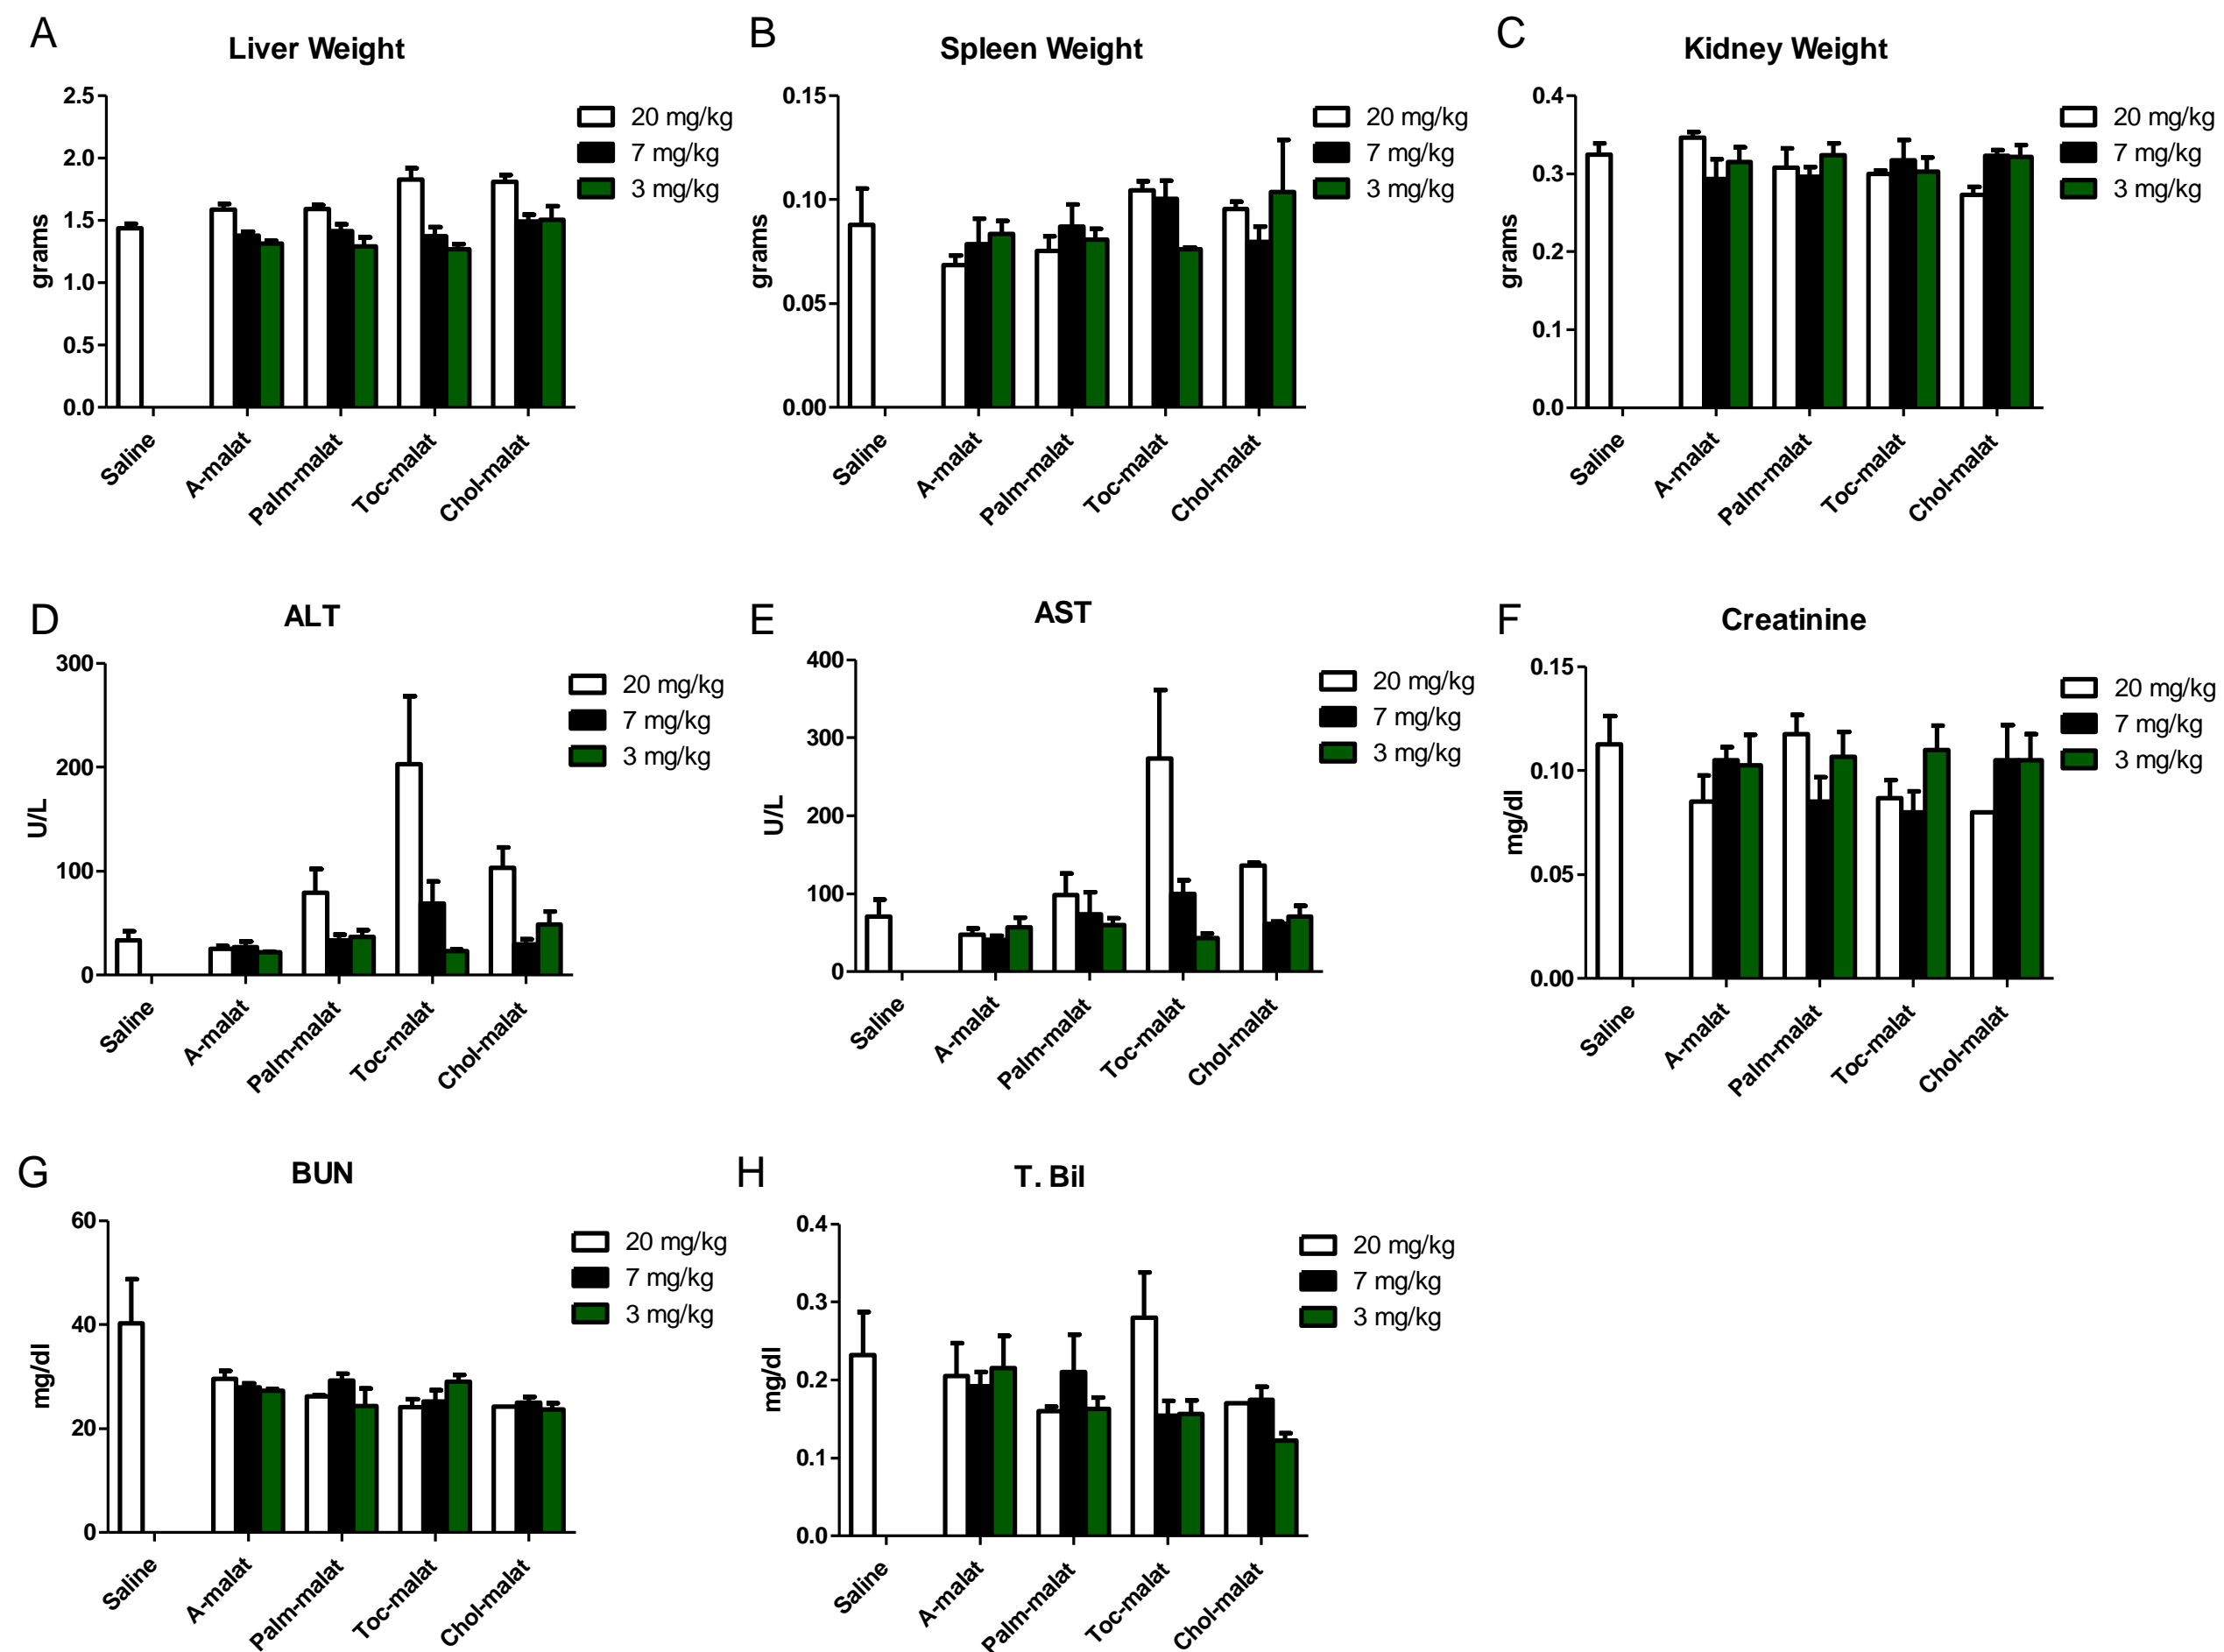 A
Liver Weight
2.5
2.0
1.5
1.0
0.5
0.0
grams
20 mg/kg
7 mg/kg
3 mg/kg
Saline
A-malat
Palm-malat
Toc-malat
Chol-malat
B
Spleen Weight
0.15
0.10
0.05
0.00
grams
20 mg/kg
7 mg/kg
3 mg/kg
Saline
A-malat
Palm-malat
Toc-malat
Chol-malat
C
Kidney Weight
0.4
0.3
0.2
0.1
0.0
grams
20 mg/kg
7 mg/kg
3 mg/kg
Saline
A-malat
Palm-malat
Toc-malat
Chol-malat
D
ALT
300
200
100
0
U/L
20 mg/kg
7 mg/kg
3 mg/kg
Saline
A-malat
Palm-malat
Toc-malat
Chol-malat
E
AST
400
300
200
100
0
U/L
20 mg/kg
7 mg/kg
3 mg/kg
Saline
A-malat
Palm-malat
Toc-malat
Chol-malat
F
Creatinine
0.15
0.10
0.05
0.00
mg/dl
20 mg/kg
7 mg/kg
3 mg/kg
Saline
A-malat
Palm-malat
Toc-malat
Chol-malat
G
BUN
60
40
20
0
mg/dl
20 mg/kg
7 mg/kg
3 mg/kg
Saline
A-malat
Palm-malat
Toc-malat
Chol-malat
H
T. Bil
0.4
0.3
0.2
0.1
0.0
mg/dl
20 mg/kg
7 mg/kg
3 mg/kg
Saline
A-malat
Palm-malat
Toc-malat
Chol-malat